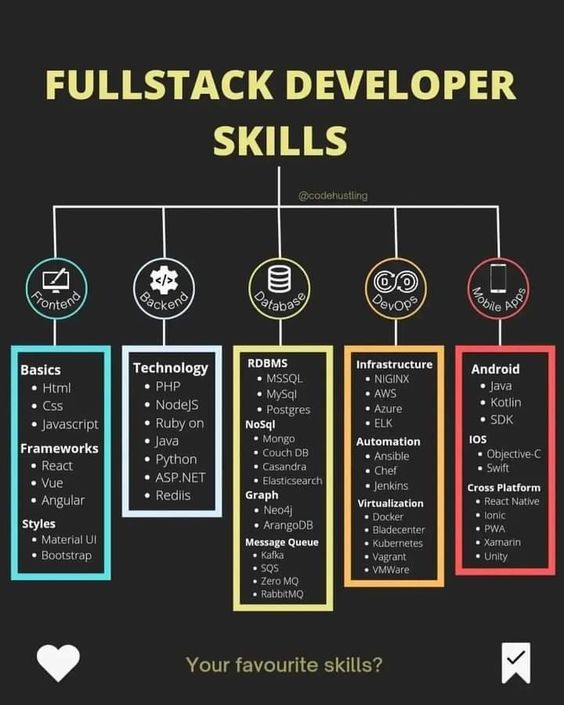 FULLSTACK DEVELOPER
SKILLS
@codehustling
Frontend
Backend
Database
DevOps
Mobile Apps
Basics
Html
Css
Javascript
Frameworks
React
Vue
Angular
Styles
Material UI
Bootstrap
Technology
PHP
NodeJS
Ruby on
Java
Python
ASP.NET
Rediis
RDBMS
MSSQL
MySql
Postgres
NoSql
Mongo
Couch DB
Casandra
Elasticsearch
Graph
Neo4j
ArangoDB
Message Queue
Kafka
SQS
Zero MQ
RabbitMQ
Infrastructure
NIGINX
AWS
Azure
ELK
Automation
Ansible
Chef
Jenkins
Virtualization
Docker
Bladecenter
Kubernetes
Vagrant
VMWare
Android
Java
Kotlin
SDK
IOS
Objective-C
Swift
Cross Platform
React Native
Ionic
PWA
Xamarin
Unity
Your favourite skills?